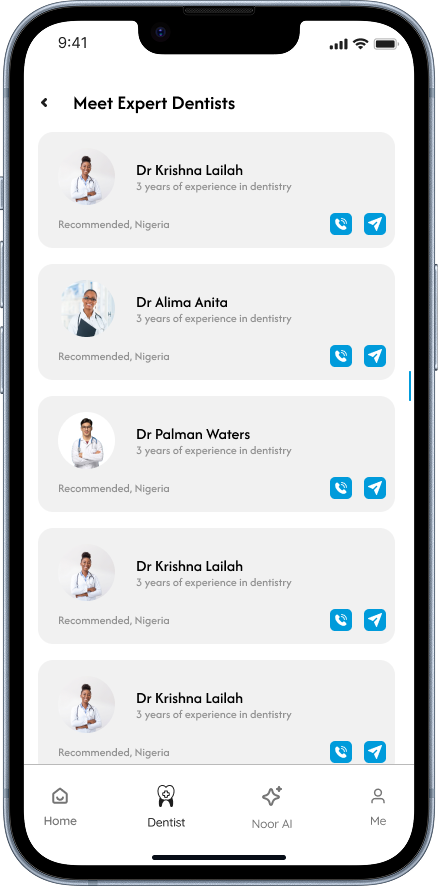 9:41
Meet Expert Dentists
Dr Krishna Lailah
3 years of experience in dentistry
Recommended, Nigeria
Dr Alima Anita
3 years of experience in dentistry
Recommended, Nigeria
Dr Palman Waters
3 years of experience in dentistry
Recommended, Nigeria
Dr Krishna Lailah
3 years of experience in dentistry
Recommended, Nigeria
Dr Krishna Lailah
3 years of experience in dentistry
Recommended, Nigeria
Home
Dentist
Noor AI
Me